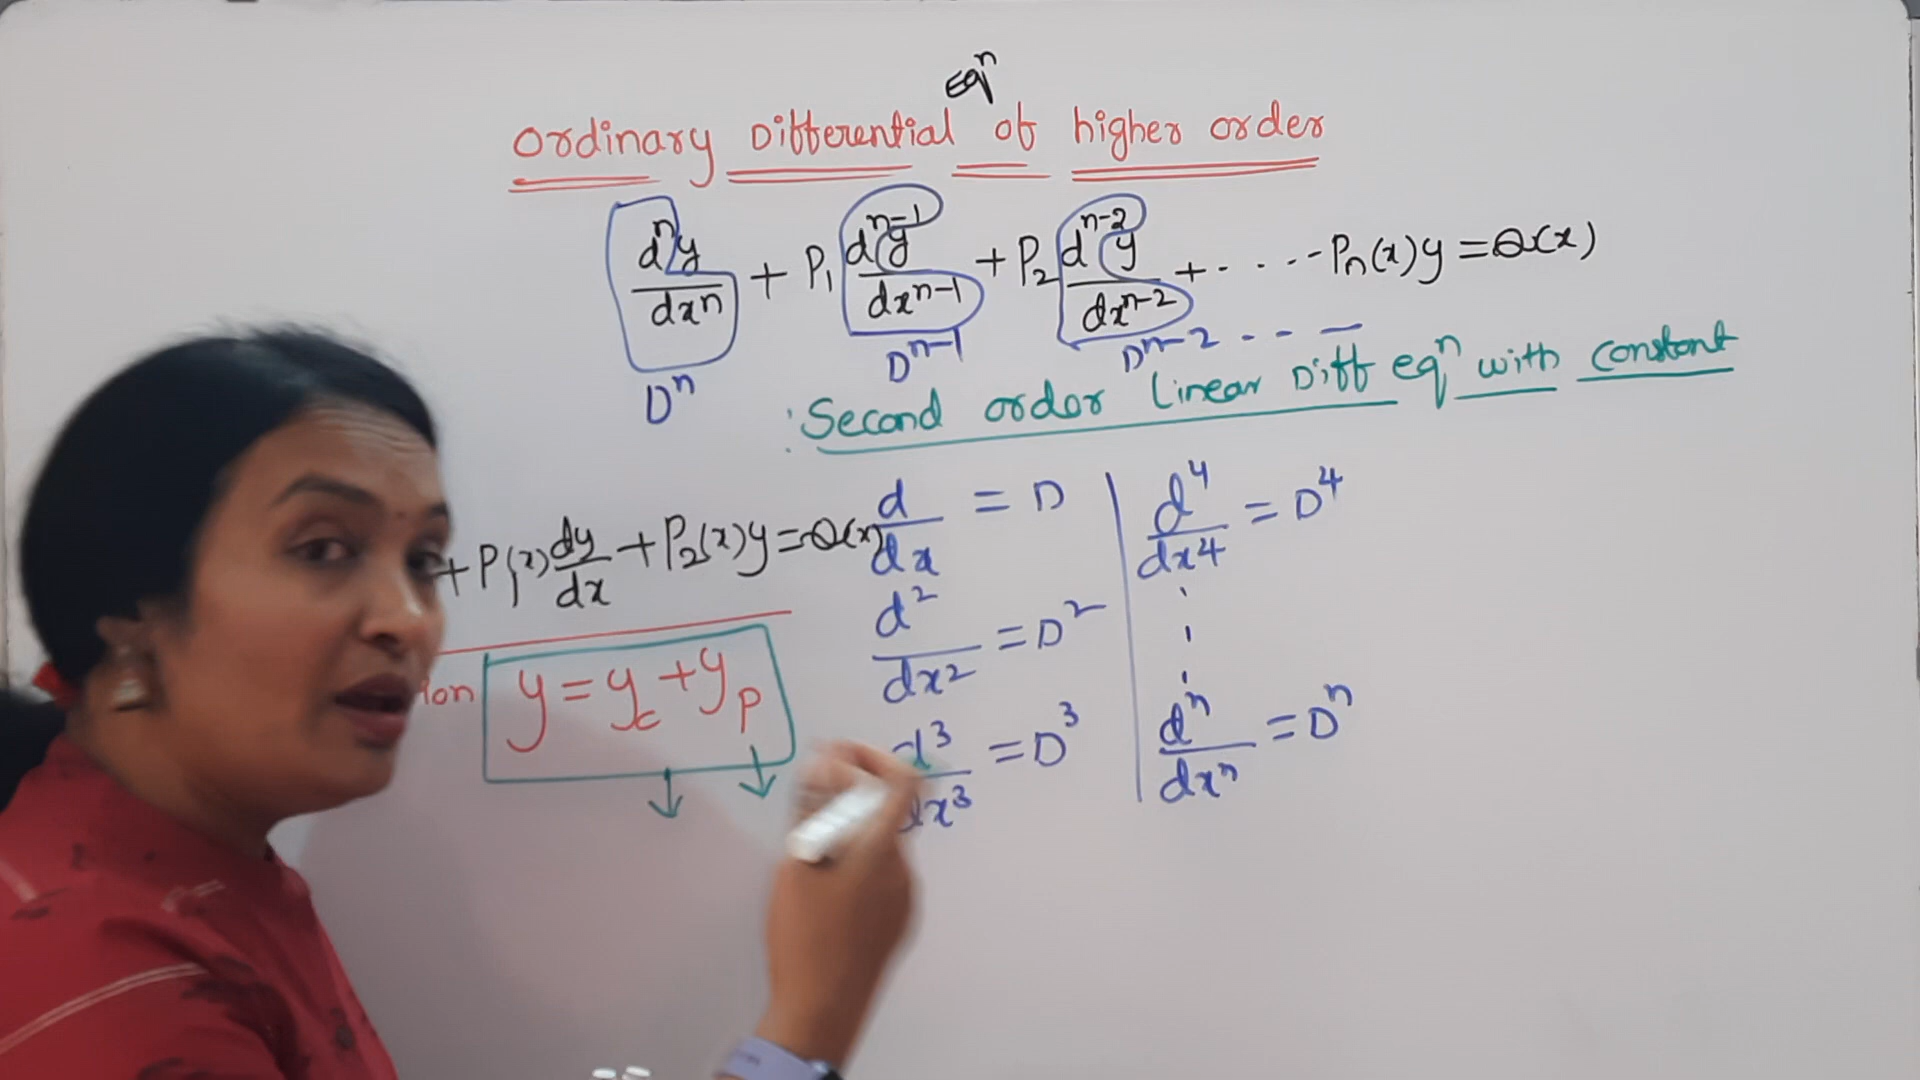 Ordinary Differential Eqⁿ of higher order
dⁿy/dxⁿ + P₁ dⁿ⁻¹y/dxⁿ⁻¹ + P₂ dⁿ⁻²y/dxⁿ⁻² + · · · · Pₙ(x)y = Q(x)
Dⁿ Dⁿ⁻¹ Dⁿ⁻² - - -
: Second order Linear Diff eqⁿ with constant
+ P₁(x) dy/dx + P₂(x)y = Q(x)
y = y_c + y_p
d/dx = D
d²/dx² = D²
d³/dx³ = D³
d⁴/dx⁴ = D⁴
dⁿ/dxⁿ = Dⁿ